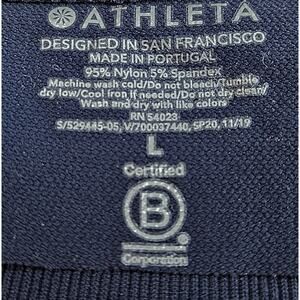 ATHLETA
DESIGNED IN SAN FRANCISCO
MADE IN PORTUGAL
95% Nylon 5% Spandex
Machine wash cold/Do not bleach/Tumble
dry low/Cool iron if needed/Do not dry clean/
Wash and dry with like colors
RN 54023
S/529445-05, V/700037440, SP20, 11/19
L
Certified
B
Corporation